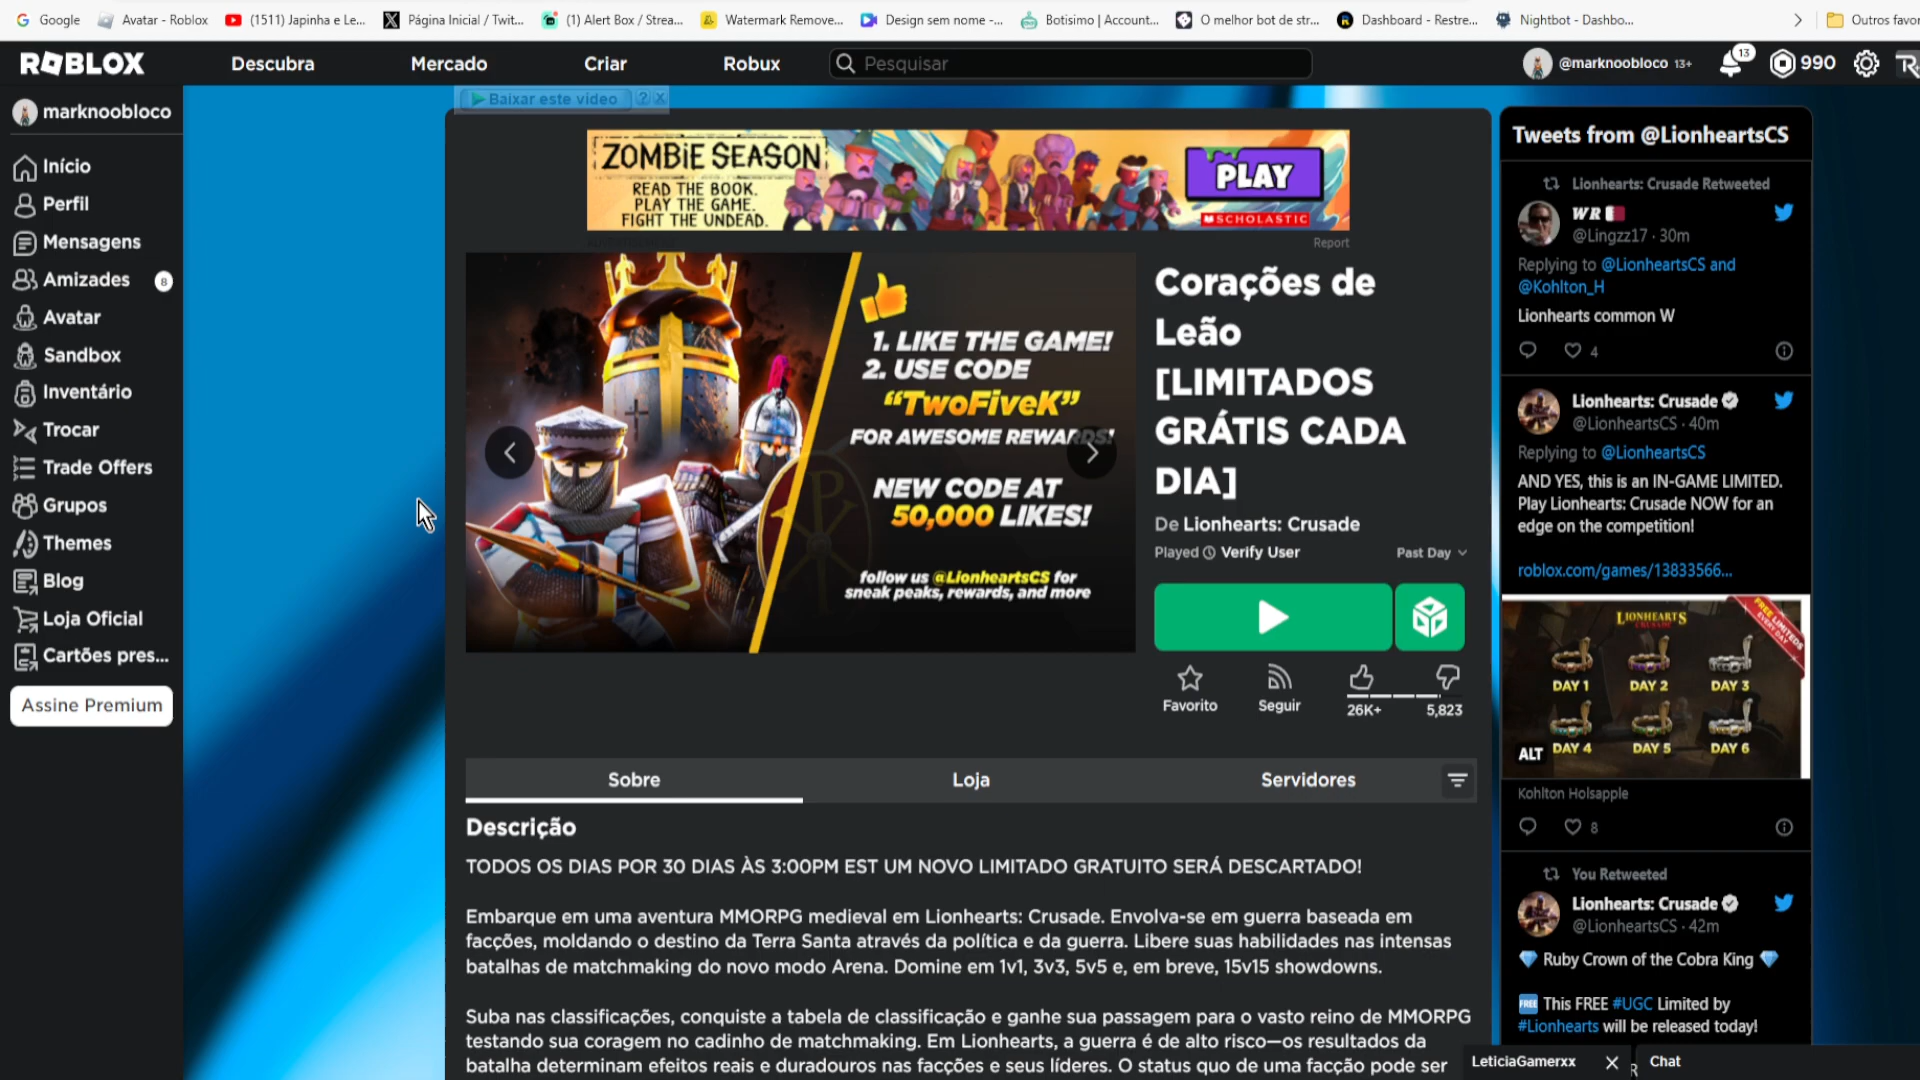 Google
Avatar - Roblox
(1511) Japinha e Le...
Página Inicial / Twit...
(1) Alert Box / Strea...
Watermark Remove...
Design sem nome -...
Botisimo | Account...
O melhor bot de str...
Dashboard - Restre...
Nightbot - Dashbo...
Outros favor
ROBLOX
Descubra
Mercado
Criar
Robux
Pesquisar
@marknoobloco 13+
13
990
marknoobloco
Início
Perfil
Mensagens
Amizades
8
Avatar
Sandbox
Inventário
Trocar
Trade Offers
Grupos
Themes
Blog
Loja Oficial
Cartões pres...
Assine Premium
Baixar este vídeo ? X
ZOMBiE SEASON
READ THE BOOK.
PLAY THE GAME.
FIGHT THE UNDEAD.
PLAY
SCHOLASTIC
Report
1. LIKE THE GAME!
2. USE CODE
“TwoFiveK”
FOR AWESOME REWARDS!
NEW CODE AT
50,000 LIKES!
follow us @LionheartsCS for
sneak peaks, rewards, and more
Corações de
Leão
[LIMITADOS
GRÁTIS CADA
DIA]
De Lionhearts: Crusade
Played Verify User
Past Day
Favorito
Seguir
26K+
5,823
Sobre
Loja
Servidores
Descrição
TODOS OS DIAS POR 30 DIAS ÀS 3:00PM EST UM NOVO LIMITADO GRATUITO SERÁ DESCARTADO!
Embarque em uma aventura MMORPG medieval em Lionhearts: Crusade. Envolva-se em guerra baseada em
facções, moldando o destino da Terra Santa através da política e da guerra. Libere suas habilidades nas intensas
batalhas de matchmaking do novo modo Arena. Domine em 1v1, 3v3, 5v5 e, em breve, 15v15 showdowns.
Suba nas classificações, conquiste a tabela de classificação e ganhe sua passagem para o vasto reino de MMORPG
testando sua coragem no cadinho de matchmaking. Em Lionhearts, a guerra é de alto risco—os resultados da
batalha determinam efeitos reais e duradouros nas facções e seus líderes. O status quo de uma facção pode ser
Tweets from @LionheartsCS
Lionhearts: Crusade Retweeted
WR
@Lingzz17 · 30m
Replying to @LionheartsCS and
@Kohlton_H
Lionhearts common W
4
Lionhearts: Crusade
@LionheartsCS · 40m
Replying to @LionheartsCS
AND YES, this is an IN-GAME LIMITED.
Play Lionhearts: Crusade NOW for an
edge on the competition!
roblox.com/games/13833566...
LIONHEARTS
CRUSADE
FREE LIMITEDS
EVERY DAY
DAY 1
DAY 2
DAY 3
DAY 4
DAY 5
DAY 6
ALT
Kohlton Holsapple
8
You Retweeted
Lionhearts: Crusade
@LionheartsCS · 42m
Ruby Crown of the Cobra King
FREE This FREE #UGC Limited by
#Lionhearts will be released today!
LeticiaGamerxx
Chat